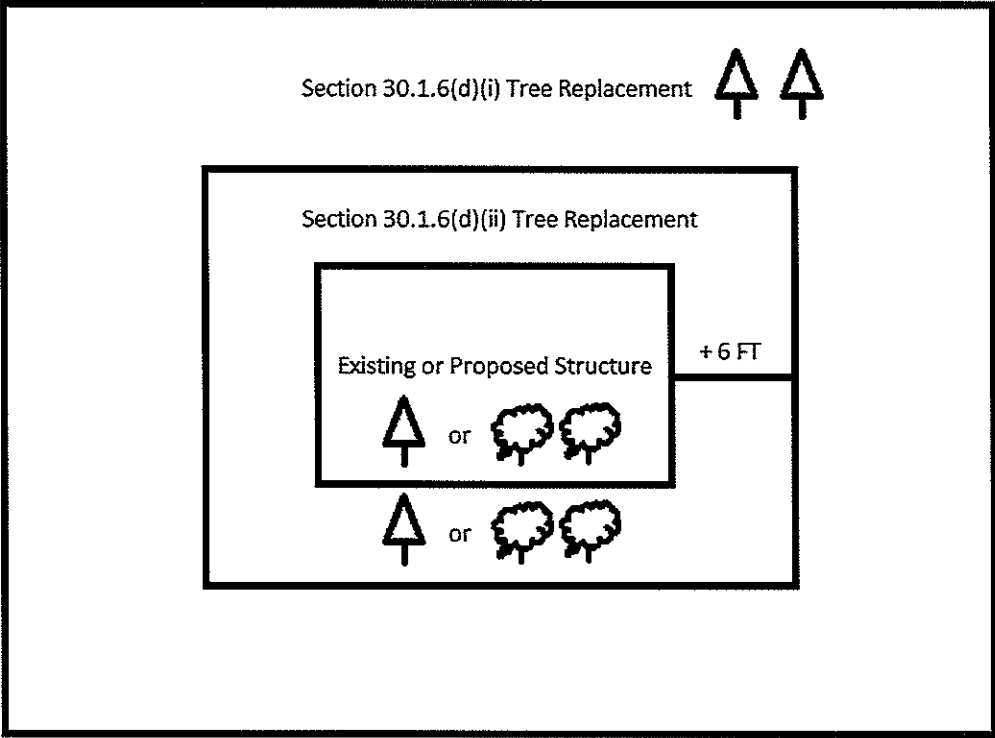 Section 30.1.6(d)(i) Tree Replacement
Section 30.1.6(d)(ii) Tree Replacement
+ 6 FT
Existing or Proposed Structure
or
or